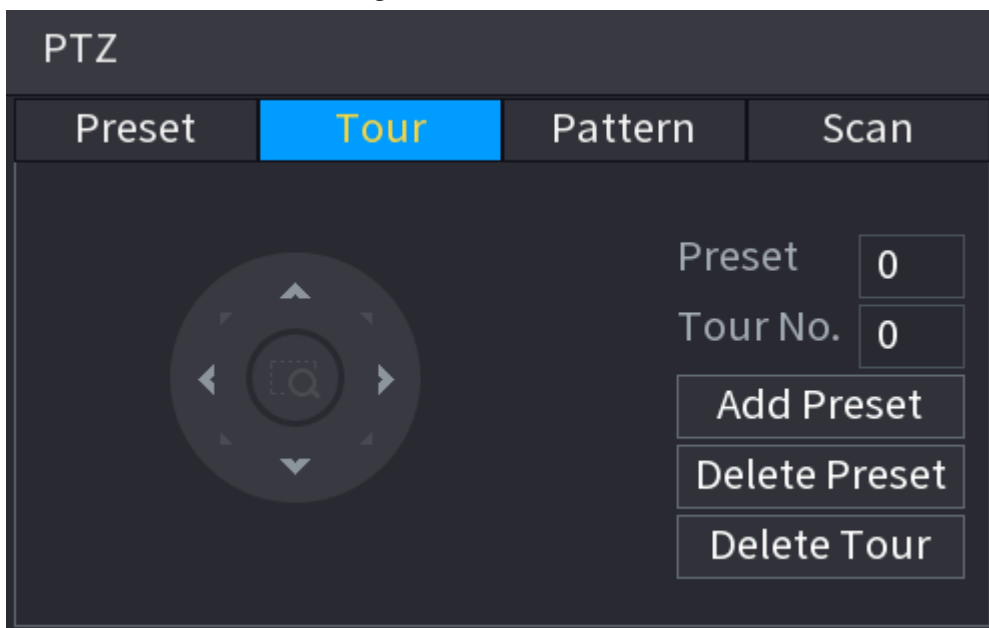 PTZ
Preset Tour Pattern Scan
Preset 0
Tour No. 0
Add Preset
Delete Preset
Delete Tour